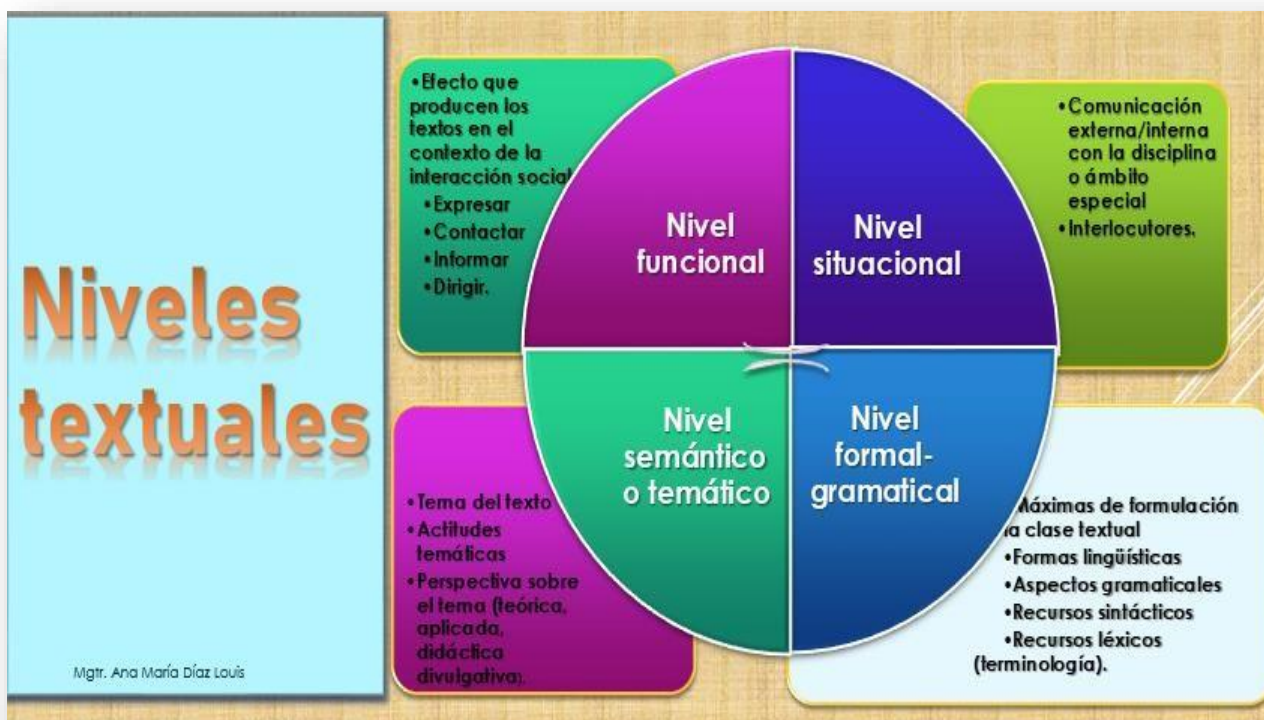 Niveles
textuales
Mgtr. Ana María Díaz Louis
•Efecto que
producen los
textos en el
contexto de la
interacción social
•Expresar
•Contactar
•Informar
•Dirigir.
Nivel
funcional
Nivel
situacional
•Comunicación
externa/interna
con la disciplina
o ámbito
especial
•Interlocutores.
•Tema del texto
•Actitudes
temáticas
•Perspectiva sobre
el tema (teórica,
aplicada,
didáctica
divulgativa).
Nivel
semántico
o temático
Nivel
formal-
gramatical
Máximas de formulación
la clase textual
•Formas lingüísticas
•Aspectos gramaticales
•Recursos sintácticos
•Recursos léxicos
(terminología).